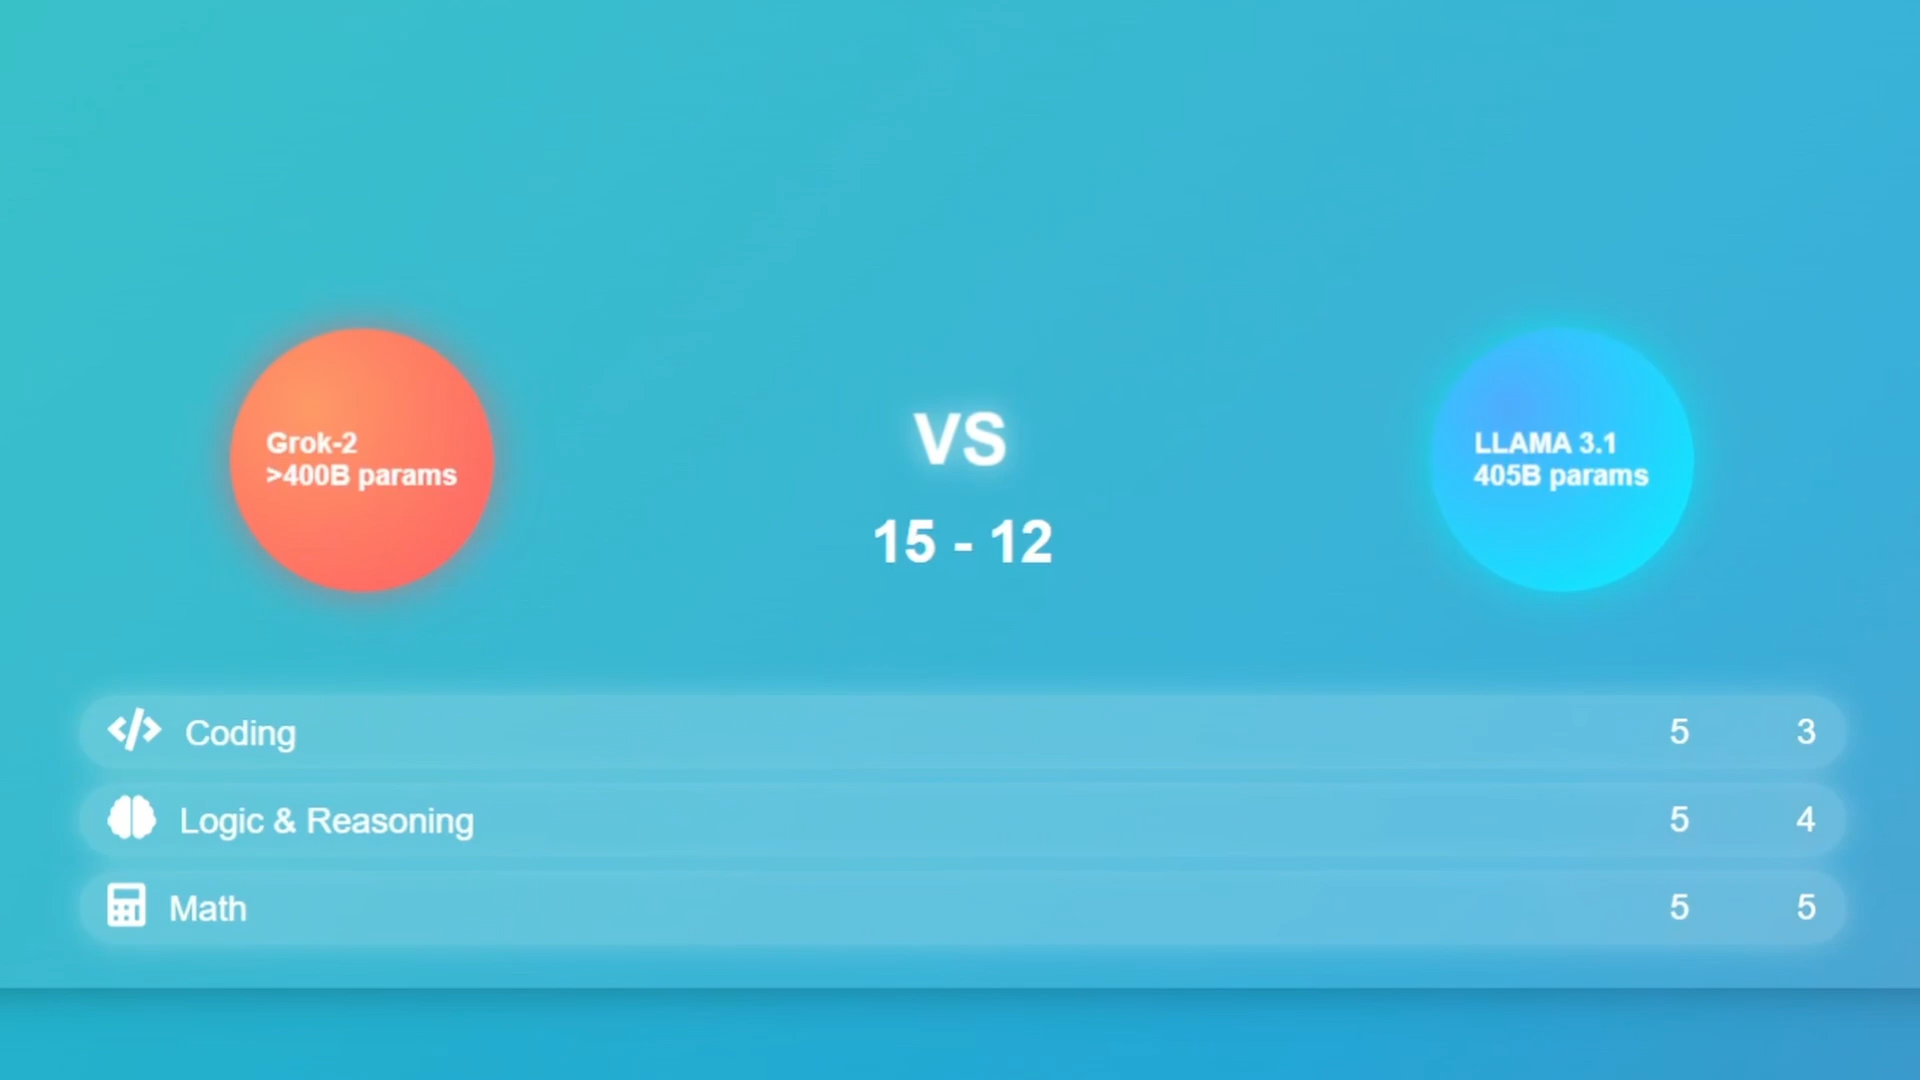 Grok-2
>400B params
VS
15 - 12
LLAMA 3.1
405B params
Coding 5 3
Logic & Reasoning 5 4
Math 5 5